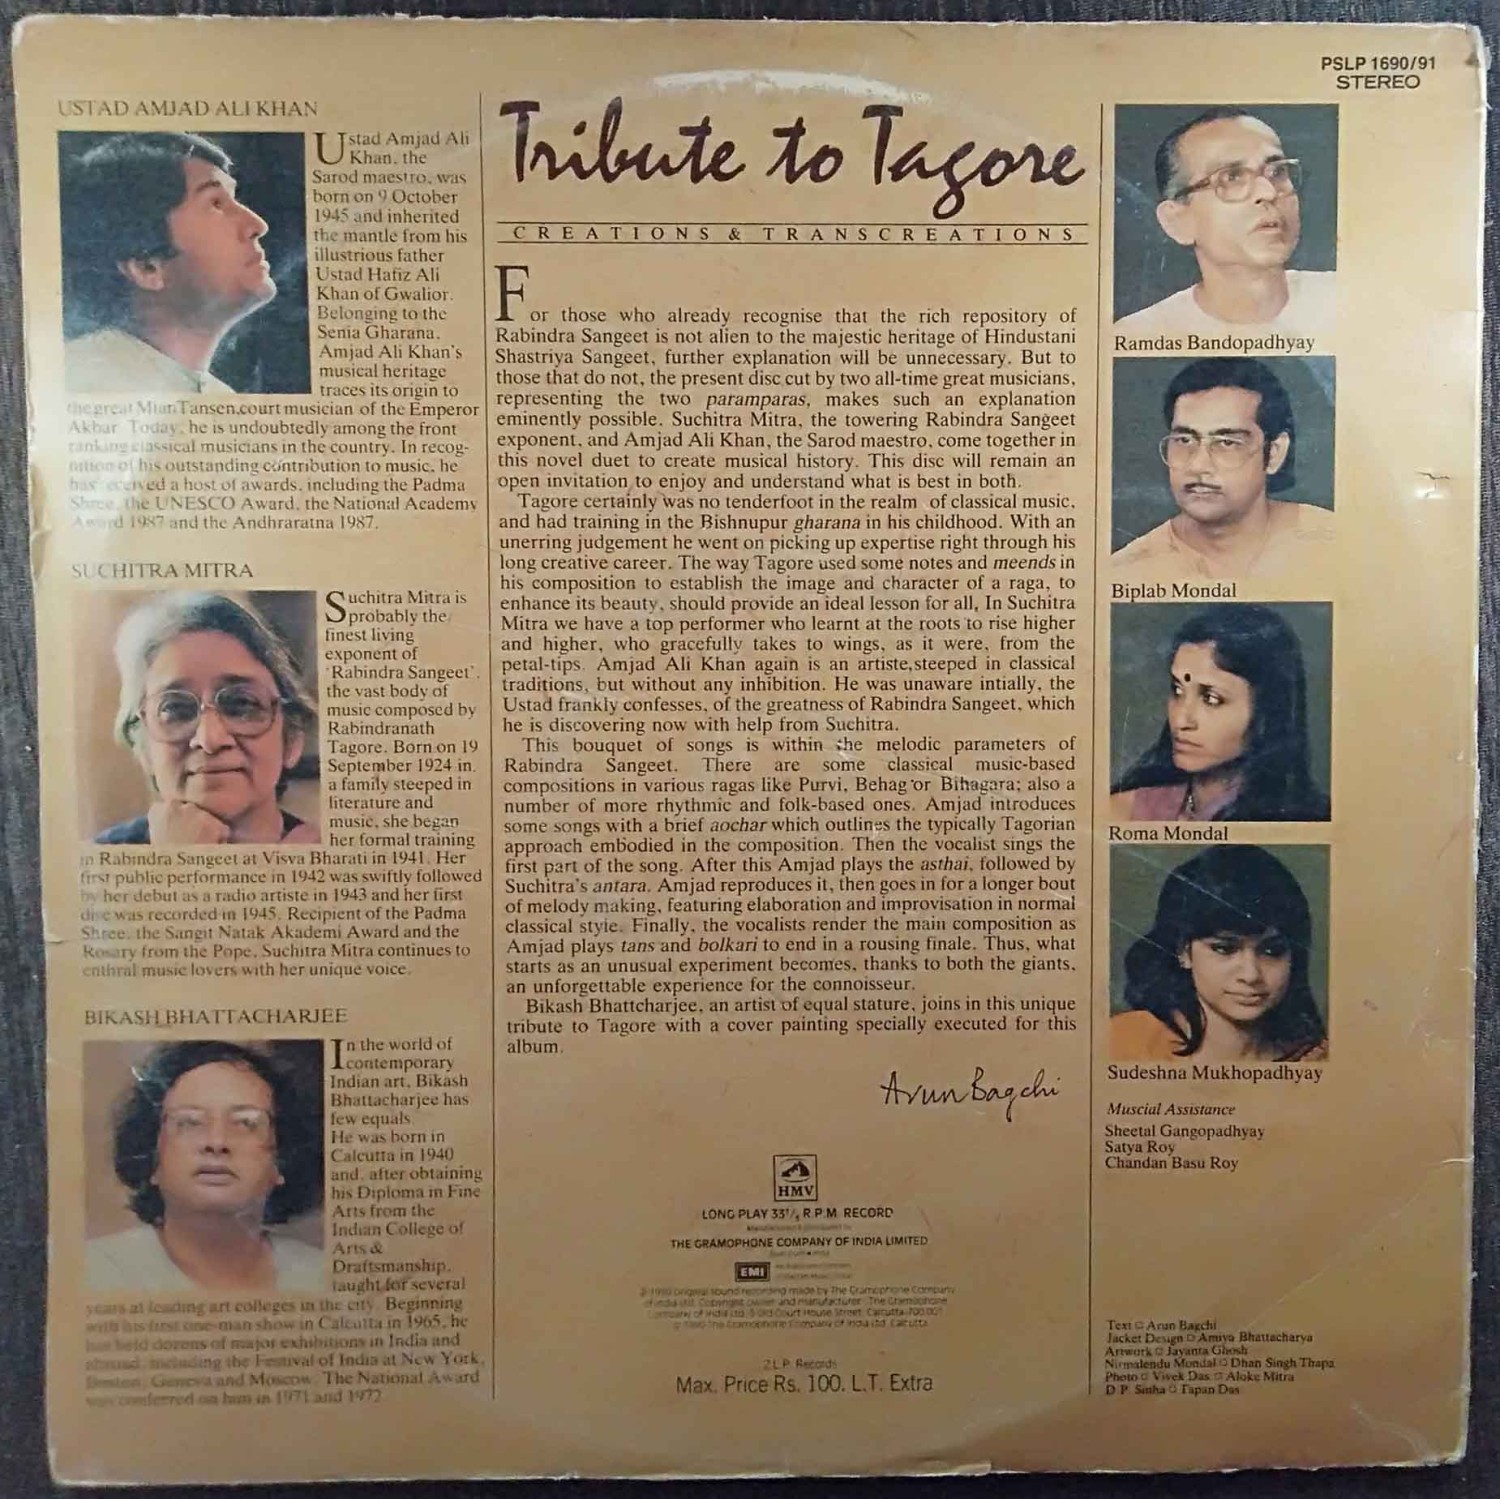 PSLP 1690/91
STEREO
USTAD AMJAD ALI KHAN
Ustad Amjad Ali
Khan, the
Sarod maestro, was
born on 9 October
1945 and inherited
the mantle from his
illustrious father
Ustad Hafiz Ali
Khan of Gwalior.
Belonging to the
Senia Gharana,
Amjad Ali Khan's
musical heritage
traces its origin to
the great Mian Tansen,court musician of the Emperor
Akbar. Today, he is undoubtedly among the front
ranking classical musicians in the country. In recog-
nition of his outstanding contribution to music, he
has received a host of awards, including the Padma
Shree, the UNESCO Award, the National Academy
Award 1987 and the Andhraratna 1987.
SUCHITRA MITRA
Suchitra Mitra is
probably the
finest living
exponent of
'Rabindra Sangeet',
the vast body of
music composed by
Rabindranath
Tagore. Born on 19
September 1924 in
a family steeped in
literature and
music, she began
her formal training
in Rabindra Sangeet at Visva Bharati in 1941. Her
first public performance in 1942 was swiftly followed
by her debut as a radio artiste in 1943 and her first
disc was recorded in 1945. Recipient of the Padma
Shree, the Sangit Natak Akademi Award and the
Rosary from the Pope, Suchitra Mitra continues to
enthral music lovers with her unique voice.
BIKASH BHATTACHARJEE
In the world of
contemporary
Indian art, Bikash
Bhattacharjee has
few equals.
He was born in
Calcutta in 1940
and, after obtaining
his Diploma in Fine
Arts from the
Indian College of
Arts &
Draftsmanship,
taught for several
years at leading art colleges in the city. Beginning
with his first one-man show in Calcutta in 1965, he
has held dozens of major exhibitions in India and
abroad, including the Festival of India at New York,
Boston, Geneva and Moscow. The National Award
was conferred on him in 1971 and 1972
Tribute to Tagore
CREATIONS & TRANSCREATIONS
For those who already recognise that the rich repository of
Rabindra Sangeet is not alien to the majestic heritage of Hindustani
Shastriya Sangeet, further explanation will be unnecessary. But to
those that do not, the present disc cut by two all-time great musicians,
representing the two paramparas, makes such an explanation
eminently possible. Suchitra Mitra, the towering Rabindra Sangeet
exponent, and Amjad Ali Khan, the Sarod maestro, come together in
this novel duet to create musical history. This disc will remain an
open invitation to enjoy and understand what is best in both.
Tagore certainly was no tenderfoot in the realm of classical music,
and had training in the Bishnupur gharana in his childhood. With an
unerring judgement he went on picking up expertise right through his
long creative career. The way Tagore used some notes and meends in
his composition to establish the image and character of a raga, to
enhance its beauty, should provide an ideal lesson for all, In Suchitra
Mitra we have a top performer who learnt at the roots to rise higher
and higher, who gracefully takes to wings, as it were, from the
petal-tips. Amjad Ali Khan again is an artiste,steeped in classical
traditions, but without any inhibition. He was unaware intially, the
Ustad frankly confesses, of the greatness of Rabindra Sangeet, which
he is discovering now with help from Suchitra.
This bouquet of songs is within the melodic parameters of
Rabindra Sangeet. There are some classical music-based
compositions in various ragas like Purvi, Behag or Bihagara; also a
number of more rhythmic and folk-based ones. Amjad introduces
some songs with a brief aochar which outlines the typically Tagorian
approach embodied in the composition. Then the vocalist sings the
first part of the song. After this Amjad plays the asthai, followed by
Suchitra's antara. Amjad reproduces it, then goes in for a longer bout
of melody making, featuring elaboration and improvisation in normal
classical style. Finally, the vocalists render the main composition as
Amjad plays tans and bolkari to end in a rousing finale. Thus, what
starts as an unusual experiment becomes, thanks to both the giants,
an unforgettable experience for the connoisseur.
Bikash Bhattcharjee, an artist of equal stature, joins in this unique
tribute to Tagore with a cover painting specially executed for this
album.
Arun Bagchi
HMV
LONG PLAY 33⅓ R.P.M RECORD
THE GRAMOPHONE COMPANY OF INDIA LIMITED
EMI
original sound recording made by The Gramophone Company
of India Ltd. Copyright owner and manufacturer: The Gramophone
Company of India Ltd. Old Court House Street, Calcutta-700 001
The Gramophone Company of India Ltd. Calcutta
2 L.P. Records
Max. Price Rs. 100. L.T. Extra
Ramdas Bandopadhyay
Biplab Mondal
Roma Mondal
Sudeshna Mukhopadhyay
Muscial Assistance
Sheetal Gangopadhyay
Satya Roy
Chandan Basu Roy
Text Arun Bagchi
Jacket Design Amiya Bhattacharya
Artwork Jayanta Ghosh
Nirmalendu Mondal Dhan Singh Thapa
Photo Vivek Das Aloke Mitra
D.P. Sinha Tapan Das